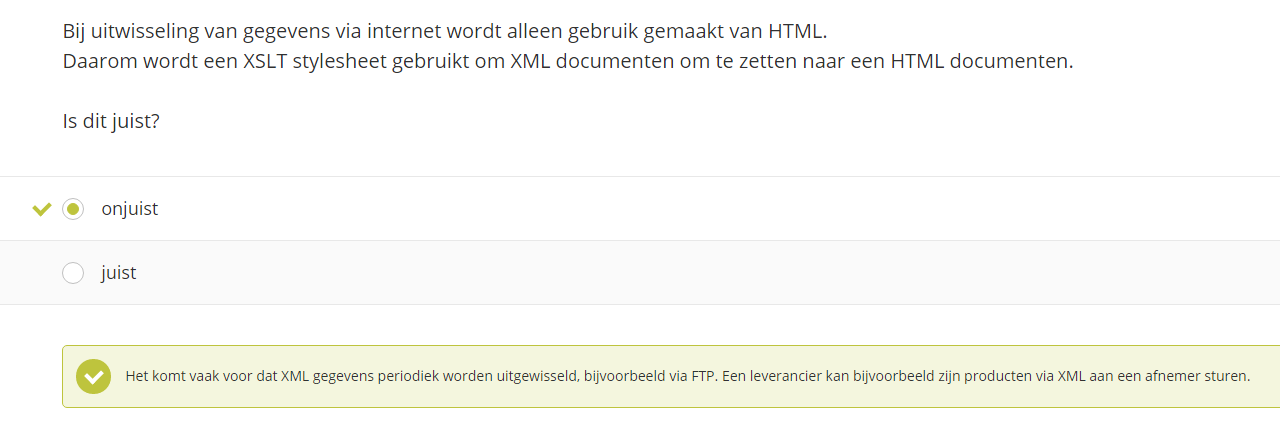 Bij uitwisseling van gegevens via internet wordt alleen gebruik gemaakt van HTML.
Daarom wordt een XSLT stylesheet gebruikt om XML documenten om te zetten naar een HTML documenten.
Is dit juist?
onjuist
juist
Het komt vaak voor dat XML gegevens periodiek worden uitgewisseld, bijvoorbeeld via FTP. Een leverancier kan bijvoorbeeld zijn producten via XML aan een afnemer sturen.